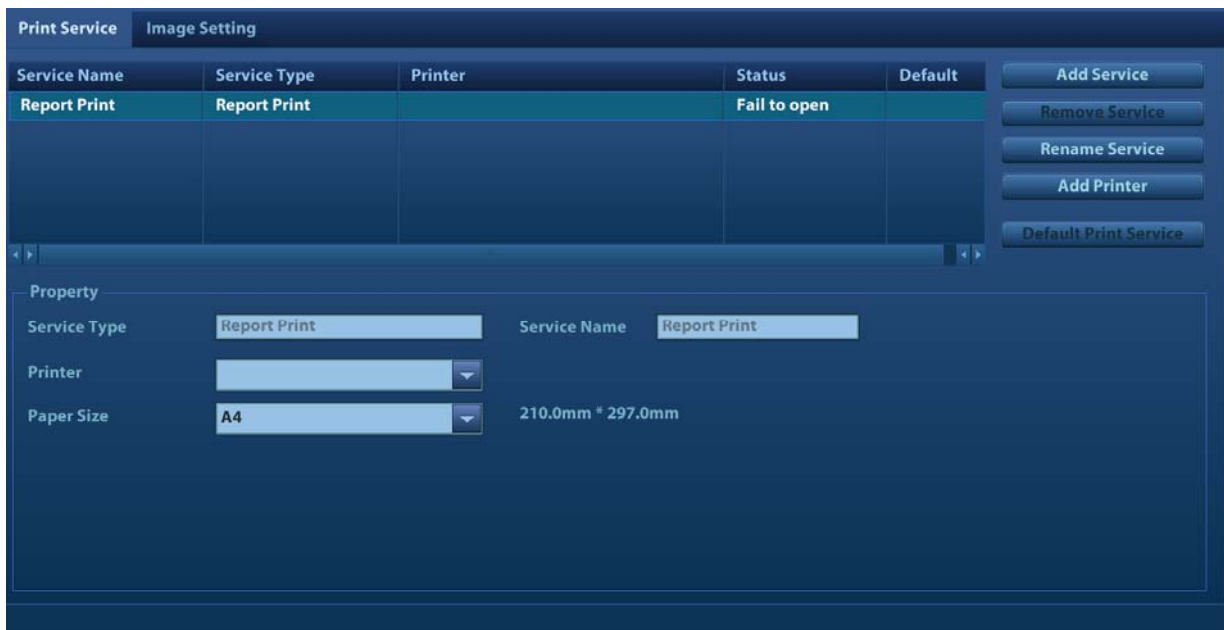 Print Service Image Setting
Service Name Service Type Printer Status Default Add Service
Report Print Report Print Fail to open
Remove Service
Rename Service
Add Printer
Default Print Service
Property
Service Type Report Print Service Name Report Print
Printer
Paper Size A4 210.0mm * 297.0mm